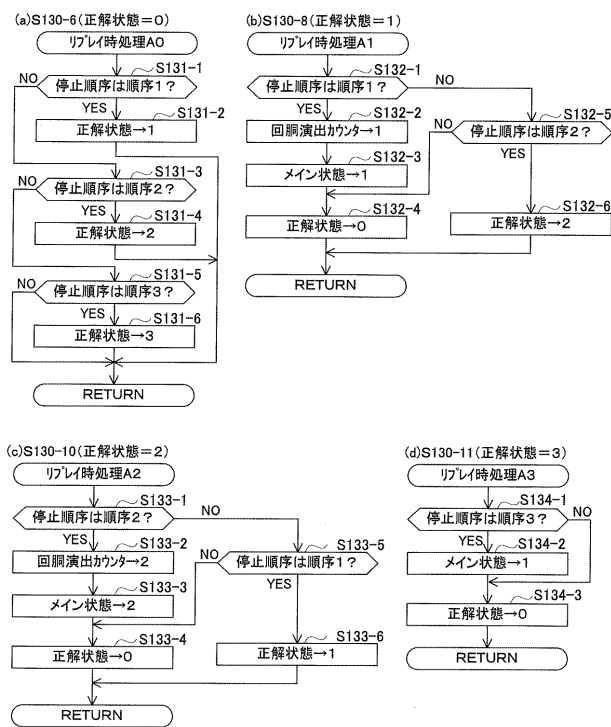 (a)S130-6(正解状態=0)
リプレイ時処理A0
S131-1
停止順序は順序1?
NO
YES
S131-2
正解状態→1
S131-3
停止順序は順序2?
NO
YES
S131-4
正解状態→2
S131-5
停止順序は順序3?
NO
YES
S131-6
正解状態→3
RETURN
(b)S130-8(正解状態=1)
リプレイ時処理A1
S132-1
停止順序は順序1?
NO
YES
S132-2
回胴演出カウンター→1
S132-3
メイン状態→1
S132-4
正解状態→0
S132-5
停止順序は順序2?
NO
YES
S132-6
正解状態→2
RETURN
(c)S130-10(正解状態=2)
リプレイ時処理A2
S133-1
停止順序は順序2?
NO
YES
S133-2
回胴演出カウンター→2
S133-3
メイン状態→2
S133-4
正解状態→0
S133-5
停止順序は順序1?
NO
YES
S133-6
正解状態→1
RETURN
(d)S130-11(正解状態=3)
リプレイ時処理A3
S134-1
停止順序は順序3?
NO
YES
S134-2
メイン状態→1
S134-3
正解状態→0
RETURN